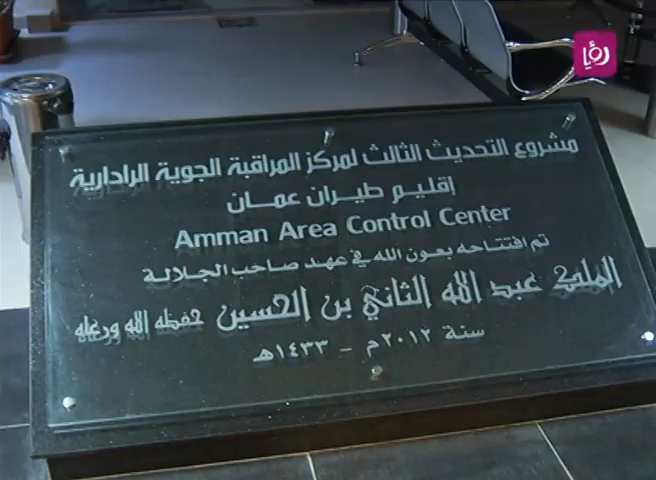 رؤيا
مشروع التحديث الثالث لمركز المراقبة الجوية الرادارية
إقليم طيران عمان
Amman Area Control Center
تم افتتاحه بعون الله في عهد صاحب الجلالة
الملك عبد الله الثاني بن الحسين حفظه الله ورعاه
سنة ٢٠١٢م - ١٤٣٣هـ